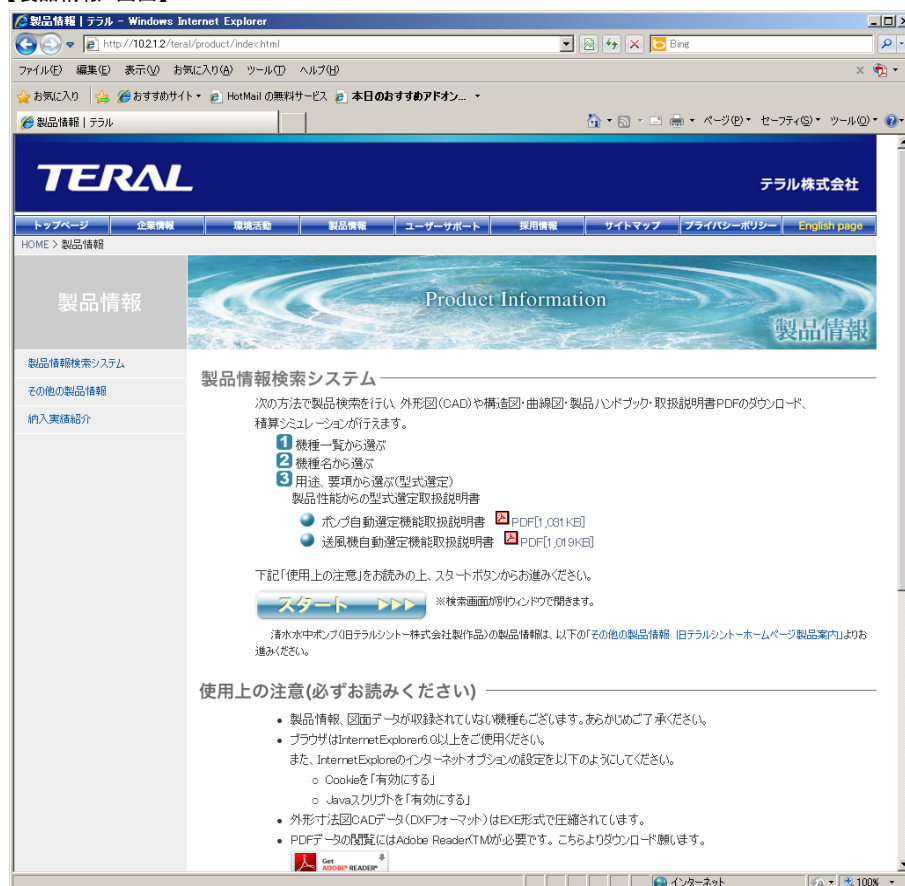 製品情報 | テラル - Windows Internet Explorer
http://10.2.1.2/teral/product/index.html
Bing
ファイル(F) 編集(E) 表示(V) お気に入り(A) ツール(T) ヘルプ(H)
お気に入り おすすめサイト HotMail の無料サービス 本日のおすすめアドオン...
製品情報 | テラル
ページ(P) セーフティ(S) ツール(O)
TERAL
テラル株式会社
トップページ 企業情報 環境活動 製品情報 ユーザーサポート 採用情報 サイトマップ プライバシーポリシー English page
HOME > 製品情報
製品情報
Product Information
製品情報
製品情報検索システム
その他の製品情報
納入実績紹介
製品情報検索システム
次の方法で製品検索を行い、外形図(CAD)や構造図・曲線図・製品ハンドブック・取扱説明書PDFのダウンロード、
積算シミュレーションが行えます。
1 機種一覧から選ぶ
2 機種名から選ぶ
3 用途、要項から選ぶ(型式選定)
製品性能からの型式選定取扱説明書
ポンプ自動選定機能取扱説明書 PDF[1,031KB]
送風機自動選定機能取扱説明書 PDF[1,019KB]
下記「使用上の注意」をお読みの上、スタートボタンからお進みください。
スタート ※検索画面が別ウィンドウで開きます。
清水水中ポンプ(旧テラルシントー株式会社製作品)の製品情報は、以下の「その他の製品情報 旧テラルシントーホームページ製品案内」よりお
進みください。
使用上の注意(必ずお読みください)
• 製品情報、図面データが収録されていない機種もございます。あらかじめご了承ください。
• ブラウザはInternetExplorer6.0以上をご使用ください。
また、InternetExploreのインターネットオプションの設定を以下のようにしてください。
○ Cookieを「有効にする」
○ Javaスクリプトを「有効にする」
• 外形寸法図CADデータ(DXFフォーマット)はEXE形式で圧縮されています。
• PDFデータの閲覧にはAdobe Reader(TM)が必要です。こちらよりダウンロード願います。
Get
ADOBE® READER®
インターネット 100%